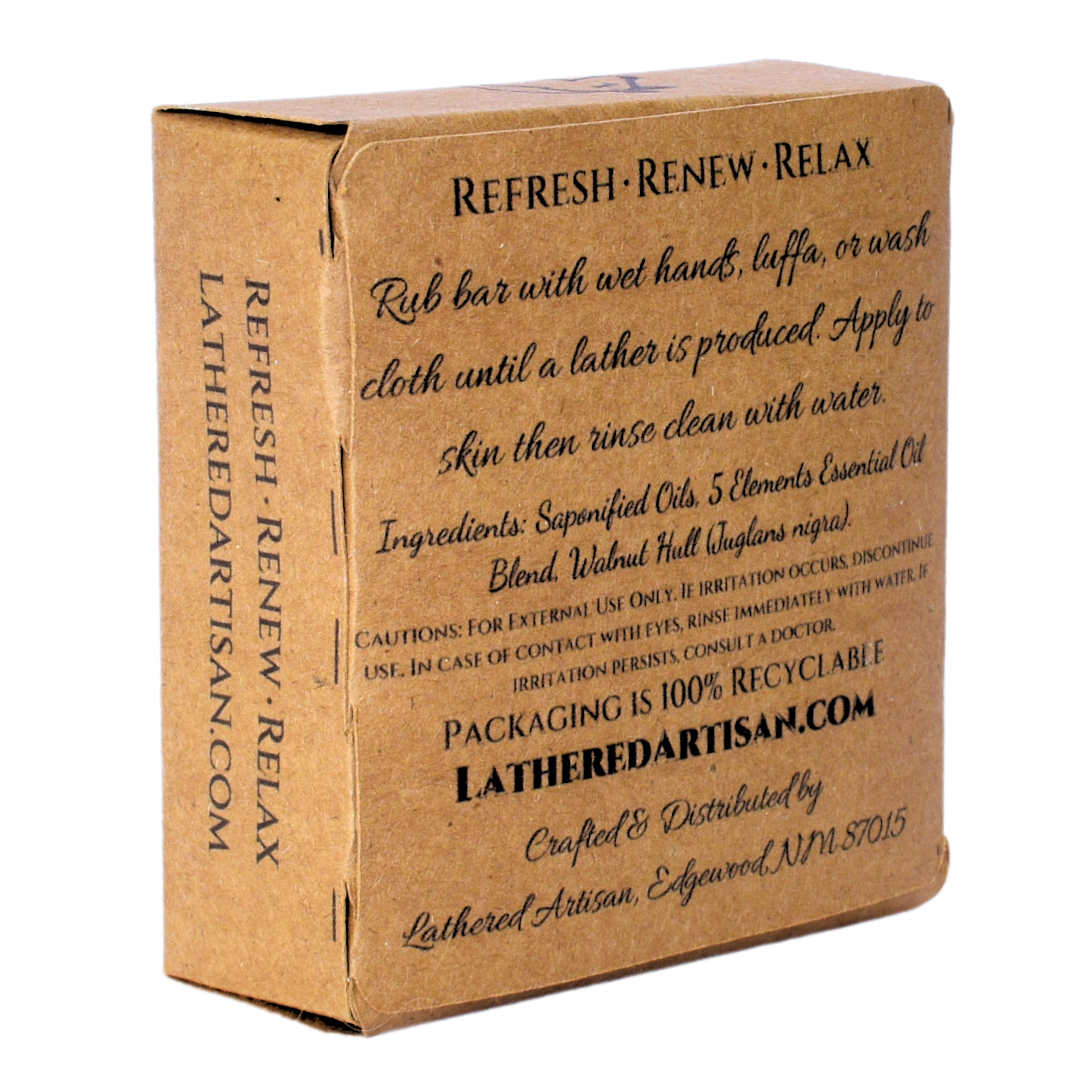 Refresh · Renew · Relax
Rub bar with wet hands, luffa, or wash
cloth until a lather is produced. Apply to
skin then rinse clean with water.
Ingredients: Saponified Oils, 5 Elements Essential Oil
Blend, Walnut Hull (Juglans nigra).
Cautions: For External Use Only. If irritation occurs, discontinue
use. In case of contact with eyes, rinse immediately with water. If
irritation persists, consult a doctor.
Packaging is 100% Recyclable
LatheredArtisan.com
Crafted & Distributed by
Lathered Artisan, Edgewood, NM 87015
Refresh · Renew · Relax
LatheredArtisan.com